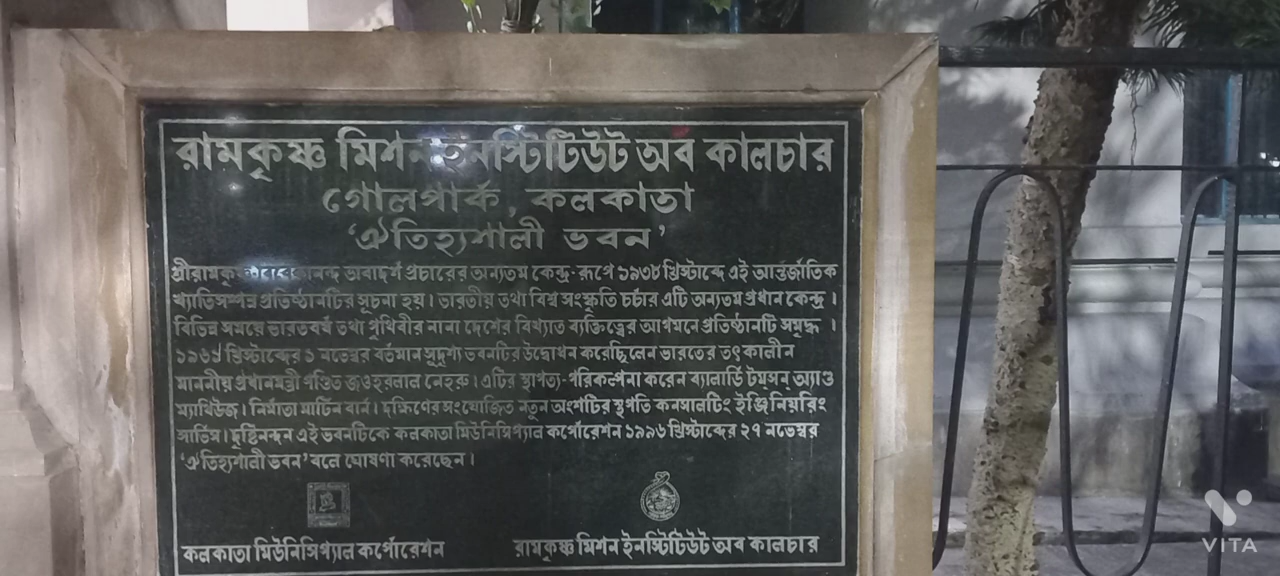 রামকৃষ্ণ মিশন ইনস্টিটিউট অব কালচার
গোলপার্ক, কলকাতা
‘ঐতিহ্যশালী ভবন’
শ্রীরামকৃষ্ণ ভাবাদর্শ প্রচারের অন্যতম কেন্দ্র-রূপে ১৯৩৮ খ্রিস্টাব্দে এই আন্তর্জাতিক
খ্যাতিসম্পন্ন প্রতিষ্ঠানটির সূচনা হয়। ভারতীয় তথা বিশ্ব সংস্কৃতি চর্চার এটি অন্যতম প্রধান কেন্দ্র।
বিভিন্ন সময়ে ভারতবর্ষ তথা পৃথিবীর নানা দেশের বিখ্যাত ব্যক্তিত্বের আগমনে প্রতিষ্ঠানটি সমৃদ্ধ ।
১৯৬১ খ্রিস্টাব্দের ১ নভেম্বর বর্তমান সুদৃশ্য ভবনটির উদ্বোধন করেছিলেন ভারতের তৎকালীন
মাননীয় প্রধানমন্ত্রী পণ্ডিত জওহরলাল নেহরু। এটির স্থাপত্য-পরিকল্পনা করেন ব্যালার্ডি টমসন্ অ্যাণ্ড
ম্যাথিউজ্। নির্মাতা মার্টিন বার্ন। দক্ষিণের সংযোজিত নতুন অংশটির স্থপতি কনসালটিং ইঞ্জিনিয়রিং
সার্ভিস। দৃষ্টিনন্দন এই ভবনটিকে কলকাতা মিউনিসিপ্যাল কর্পোরেশন ১৯৯৬ খ্রিস্টাব্দের ২৭ নভেম্বর
‘ঐতিহ্যশালী ভবন’ বলে ঘোষণা করেছেন।
কলকাতা মিউনিসিপ্যাল কর্পোরেশন
রামকৃষ্ণ মিশন ইনস্টিটিউট অব কালচার
VITA